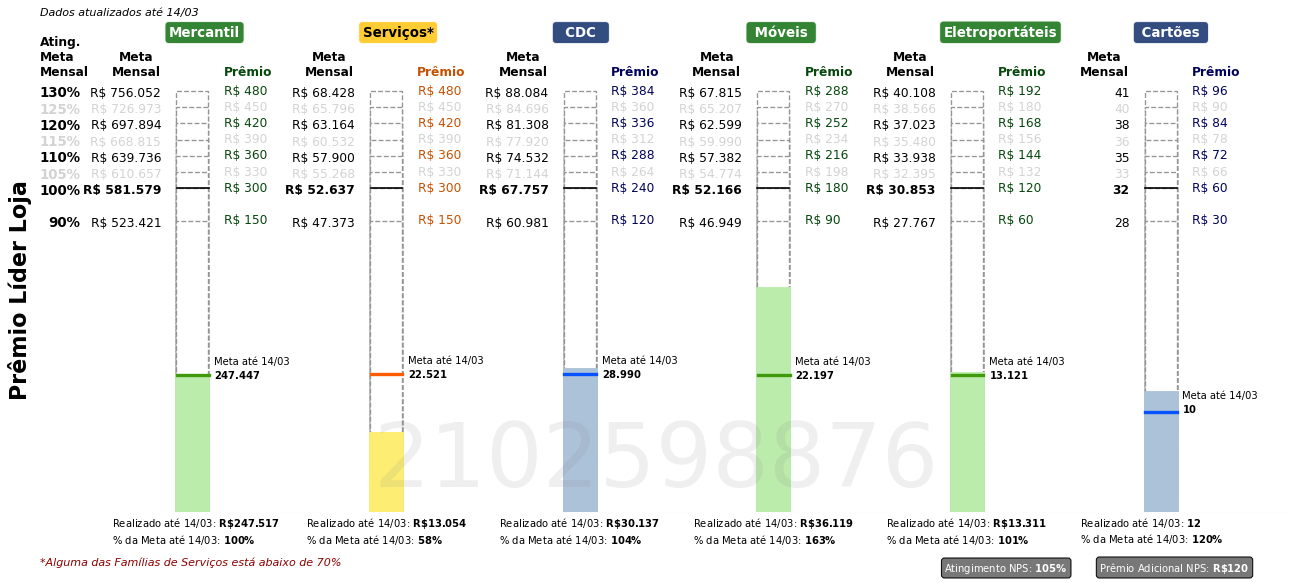 Dados atualizados até 14/03
Mercantil Serviços* CDC Móveis Eletroportáteis Cartões
Ating. Meta Mensal
Meta Mensal Prêmio Meta Mensal Prêmio Meta Mensal Prêmio Meta Mensal Prêmio Meta Mensal Prêmio Meta Mensal Prêmio
130% R$ 756.052 R$ 480 R$ 68.428 R$ 480 R$ 88.084 R$ 384 R$ 67.815 R$ 288 R$ 40.108 R$ 192 41 R$ 96
125% R$ 726.973 R$ 450 R$ 65.796 R$ 450 R$ 84.696 R$ 360 R$ 65.207 R$ 270 R$ 38.566 R$ 180 40 R$ 90
120% R$ 697.894 R$ 420 R$ 63.164 R$ 420 R$ 81.308 R$ 336 R$ 62.599 R$ 252 R$ 37.023 R$ 168 38 R$ 84
115% R$ 668.815 R$ 390 R$ 60.532 R$ 390 R$ 77.920 R$ 312 R$ 59.990 R$ 234 R$ 35.480 R$ 156 36 R$ 78
110% R$ 639.736 R$ 360 R$ 57.900 R$ 360 R$ 74.532 R$ 288 R$ 57.382 R$ 216 R$ 33.938 R$ 144 35 R$ 72
105% R$ 610.657 R$ 330 R$ 55.268 R$ 330 R$ 71.144 R$ 264 R$ 54.774 R$ 198 R$ 32.395 R$ 132 33 R$ 66
100% R$ 581.579 R$ 300 R$ 52.637 R$ 300 R$ 67.757 R$ 240 R$ 52.166 R$ 180 R$ 30.853 R$ 120 32 R$ 60
90% R$ 523.421 R$ 150 R$ 47.373 R$ 150 R$ 60.981 R$ 120 R$ 46.949 R$ 90 R$ 27.767 R$ 60 28 R$ 30
Prêmio Líder Loja
Meta até 14/03 Meta até 14/03 Meta até 14/03 Meta até 14/03 Meta até 14/03
247.447 22.521 28.990 22.197 13.121
Meta até 14/03
10
2102598876
Realizado até 14/03: R$247.517 Realizado até 14/03: R$13.054 Realizado até 14/03: R$30.137 Realizado até 14/03: R$36.119 Realizado até 14/03: R$13.311 Realizado até 14/03: 12
% da Meta até 14/03: 100% % da Meta até 14/03: 58% % da Meta até 14/03: 104% % da Meta até 14/03: 163% % da Meta até 14/03: 101% % da Meta até 14/03: 120%
*Alguma das Famílias de Serviços está abaixo de 70%
Atingimento NPS: 105% Prêmio Adicional NPS: R$120